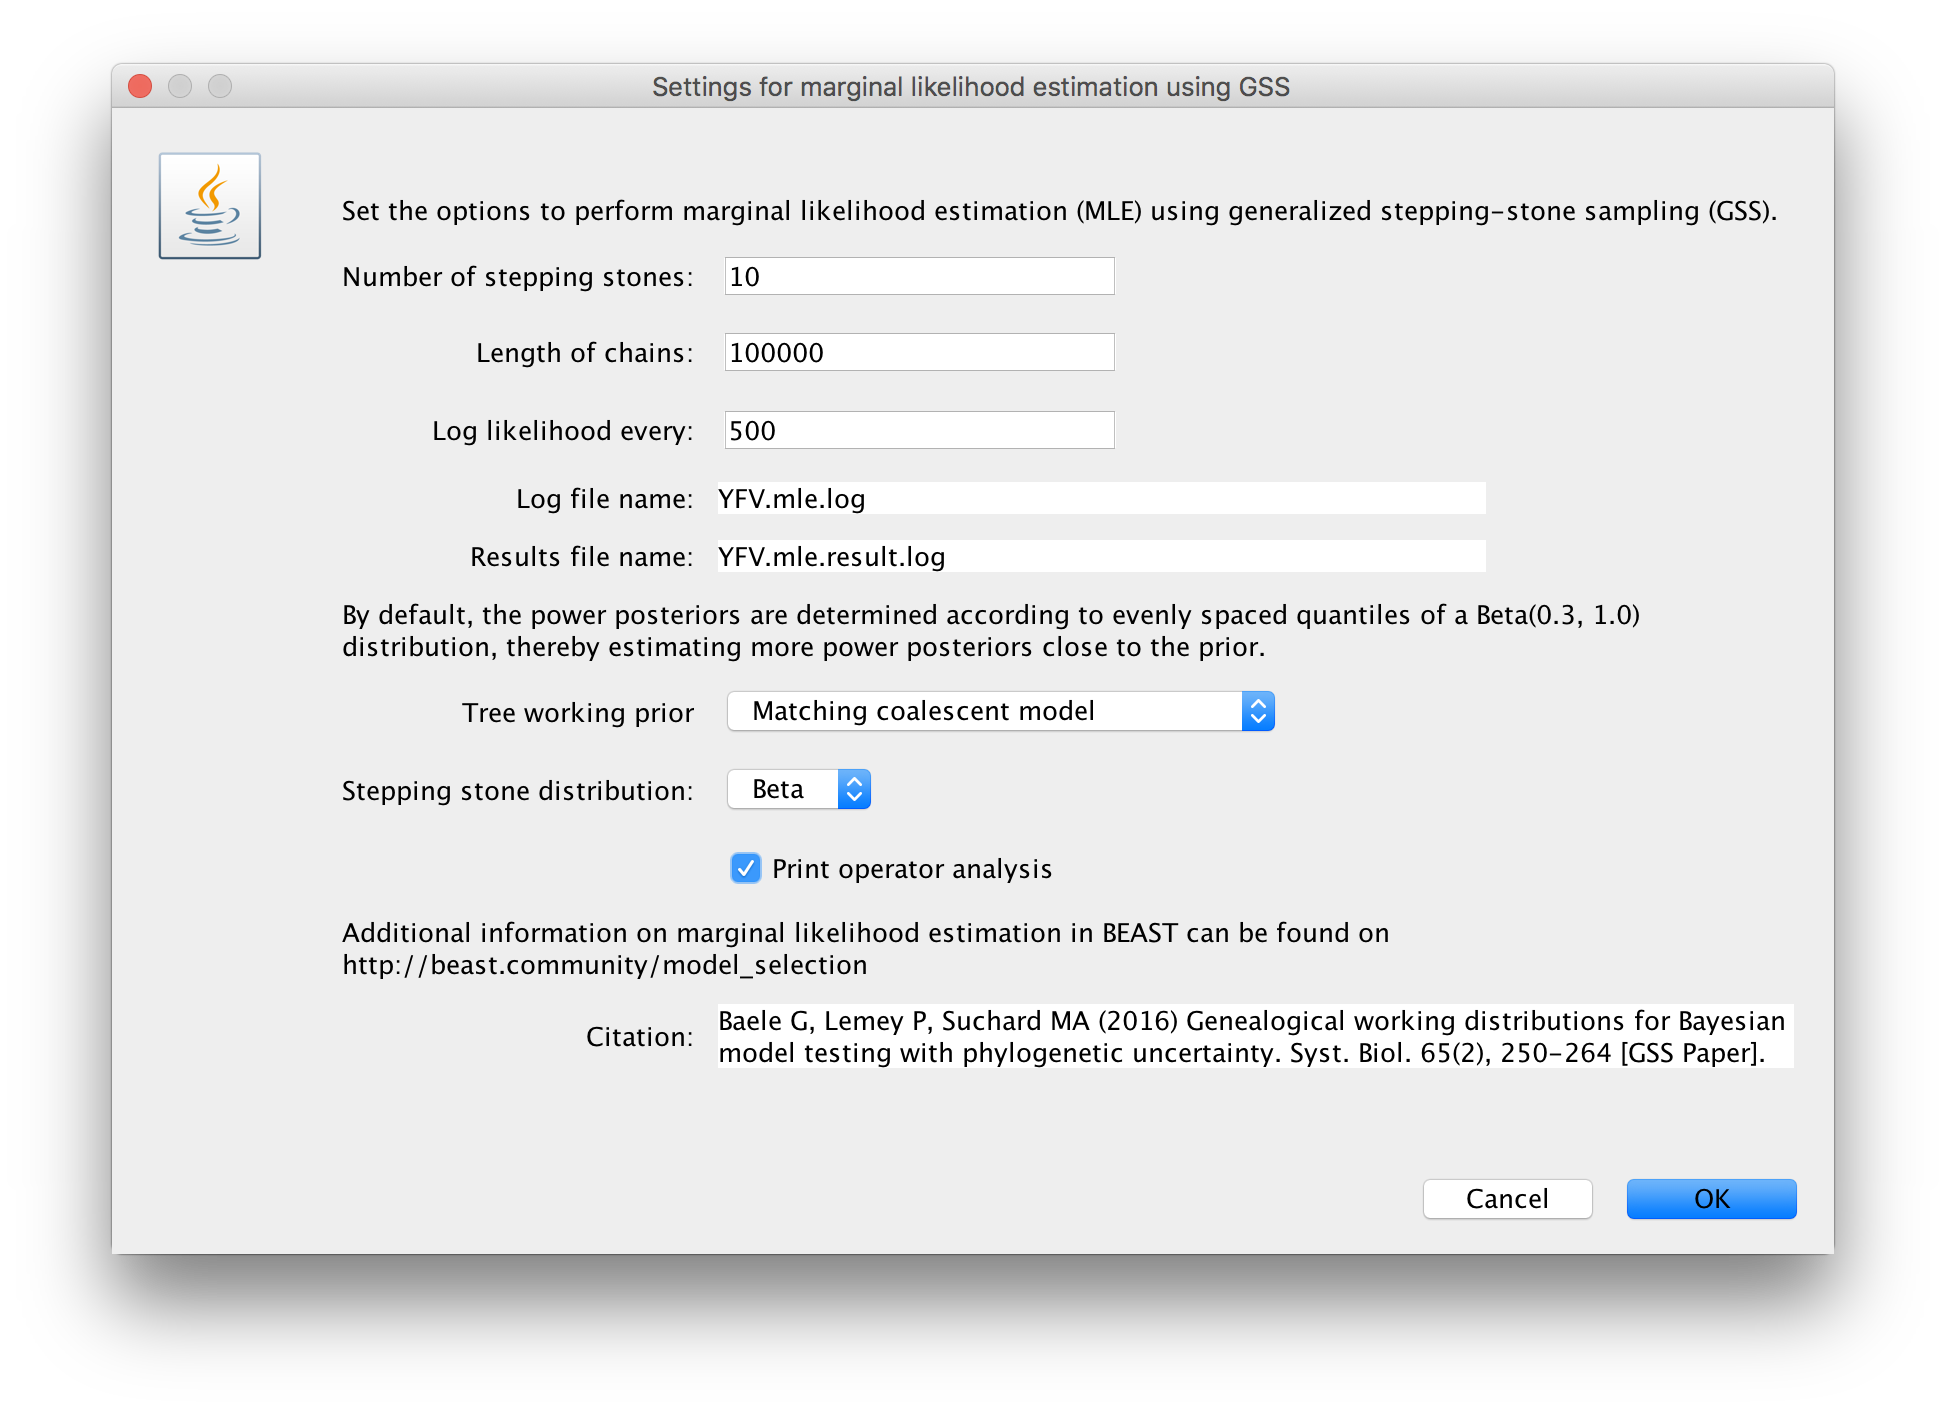 Settings for marginal likelihood estimation using GSS
Set the options to perform marginal likelihood estimation (MLE) using generalized stepping-stone sampling (GSS).
Number of stepping stones: 10
Length of chains: 100000
Log likelihood every: 500
Log file name: YFV.mle.log
Results file name: YFV.mle.result.log
By default, the power posteriors are determined according to evenly spaced quantiles of a Beta(0.3, 1.0)
distribution, thereby estimating more power posteriors close to the prior.
Tree working prior Matching coalescent model
Stepping stone distribution: Beta
Print operator analysis
Additional information on marginal likelihood estimation in BEAST can be found on
http://beast.community/model_selection
Citation: Baele G, Lemey P, Suchard MA (2016) Genealogical working distributions for Bayesian
model testing with phylogenetic uncertainty. Syst. Biol. 65(2), 250-264 [GSS Paper].
Cancel OK